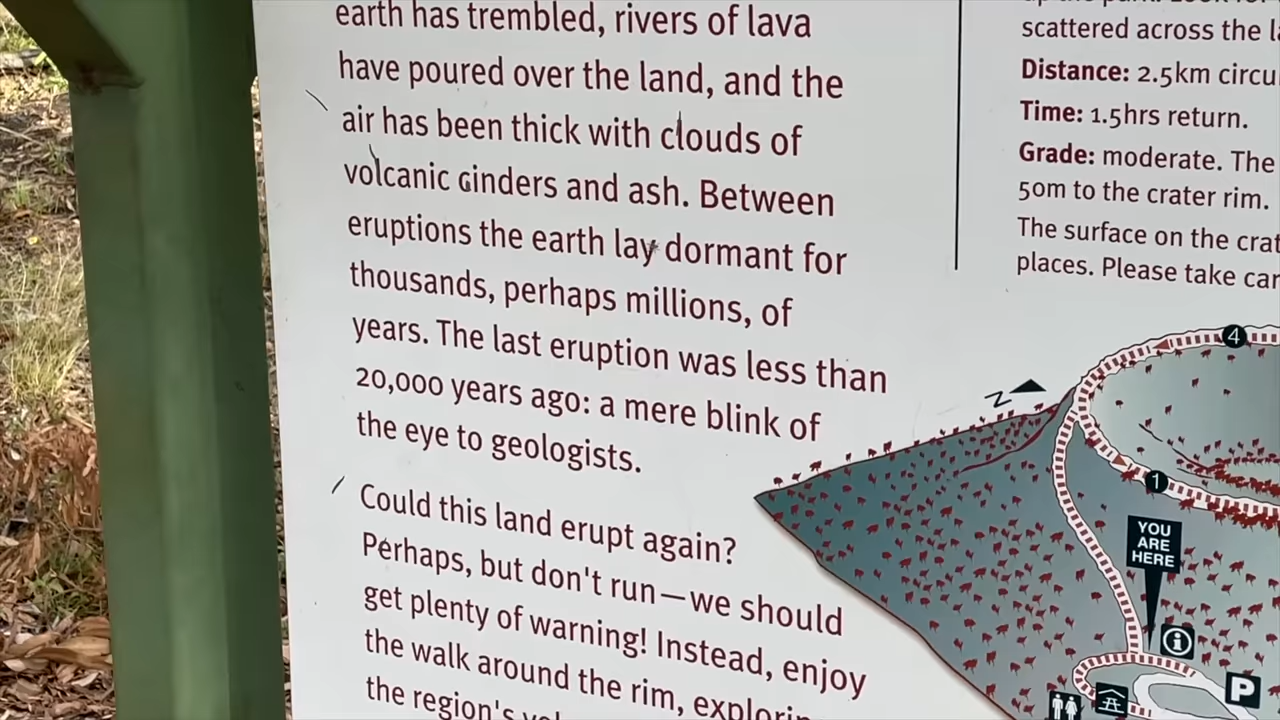 earth has trembled, rivers of lava
have poured over the land, and the
air has been thick with clouds of
volcanic cinders and ash. Between
eruptions the earth lay dormant for
thousands, perhaps millions, of
years. The last eruption was less than
20,000 years ago: a mere blink of
the eye to geologists.
Could this land erupt again?
Perhaps, but don't run—we should
get plenty of warning! Instead, enjoy
the walk around the rim,
the region's
scattered across the
Distance: 2.5km
Time: 1.5hrs return.
Grade: moderate. The
50m to the crater rim.
The surface on the
places. Please take
N
4
1
YOU
ARE
HERE
i
P